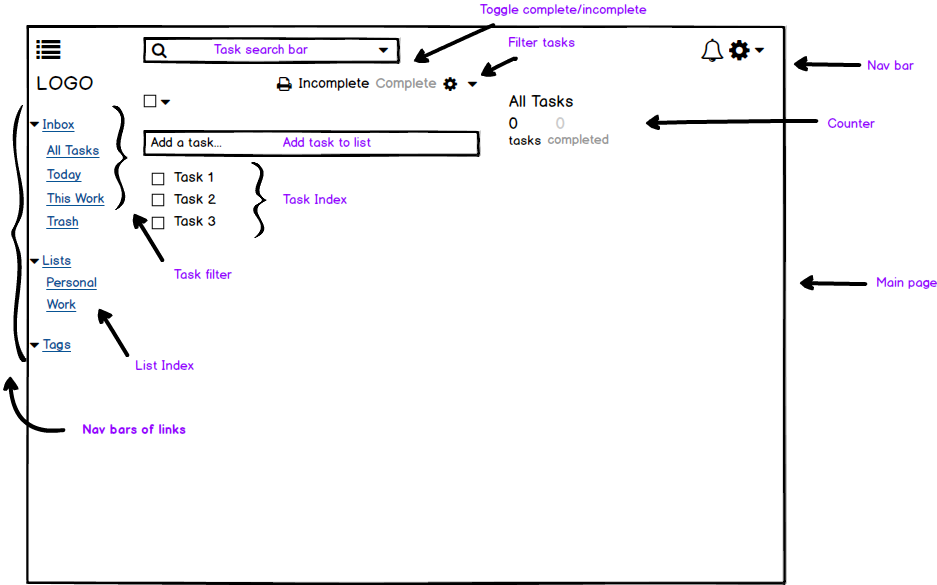 Toggle complete/incomplete
Task search bar
Filter tasks
Nav bar
LOGO
Incomplete Complete
All Tasks
0 0
tasks completed
Counter
Inbox
All Tasks
Today
This Work
Trash
Add a task... Add task to list
Task 1
Task 2
Task 3
Task Index
Task filter
Lists
Personal
Work
Main page
Tags
List Index
Nav bars of links